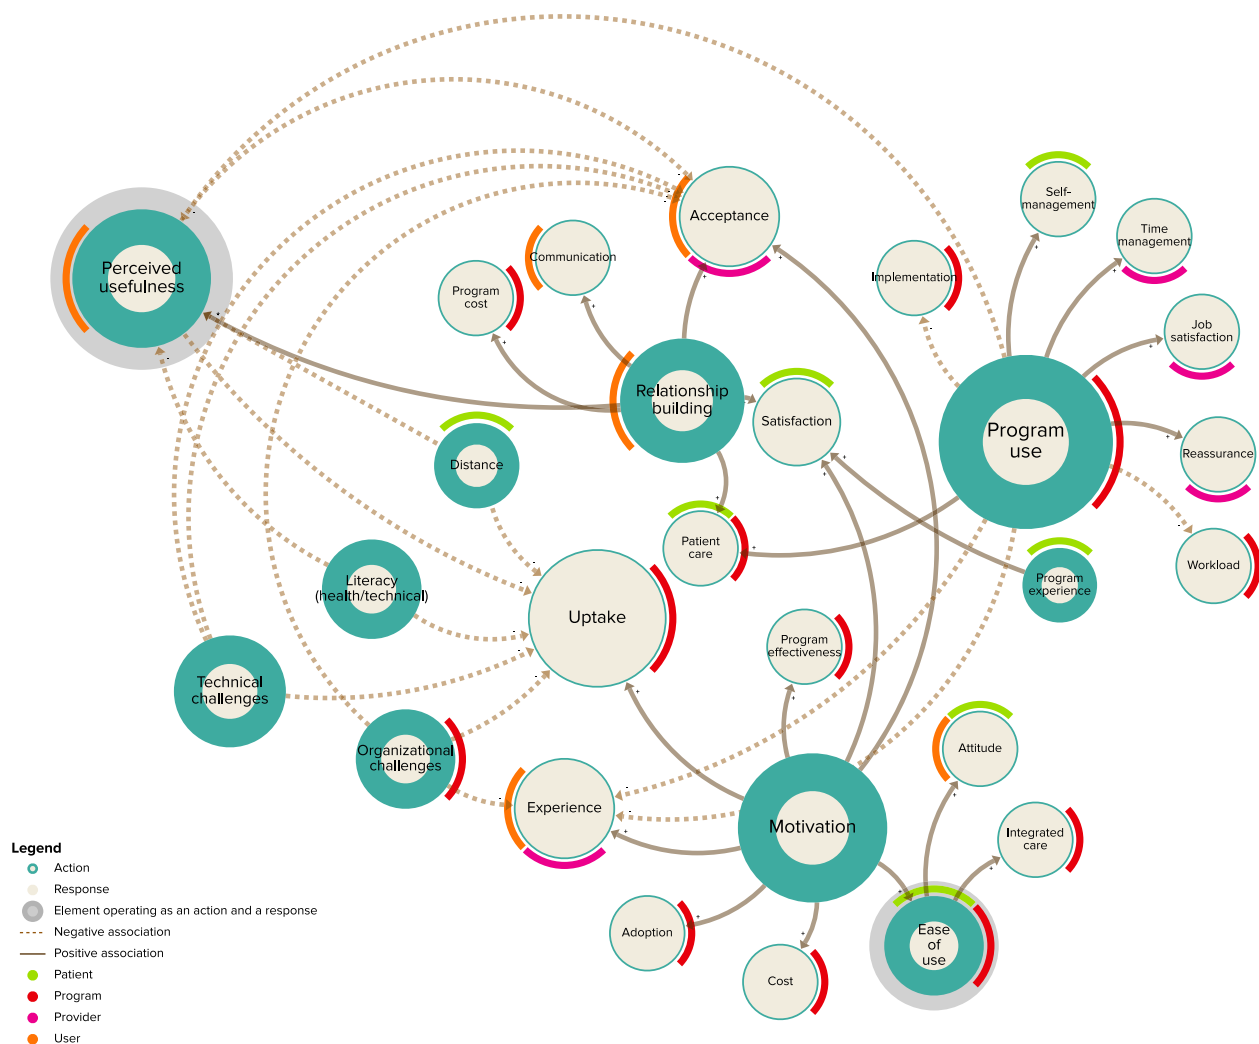 Perceived
usefulness
Acceptance
Communication
Program
cost
Relationship
building
Satisfaction
Distance
Patient
care
Literacy
(health/technical)
Uptake
Technical
challenges
Organizational
challenges
Experience
Program
effectiveness
Motivation
Adoption
Cost
Ease
of
use
Attitude
Integrated
care
Program
experience
Program
use
Implementation
Self-
management
Time
management
Job
satisfaction
Reassurance
Workload
Legend
Action
Response
Element operating as an action and a response
Negative association
Positive association
Patient
Program
Provider
User